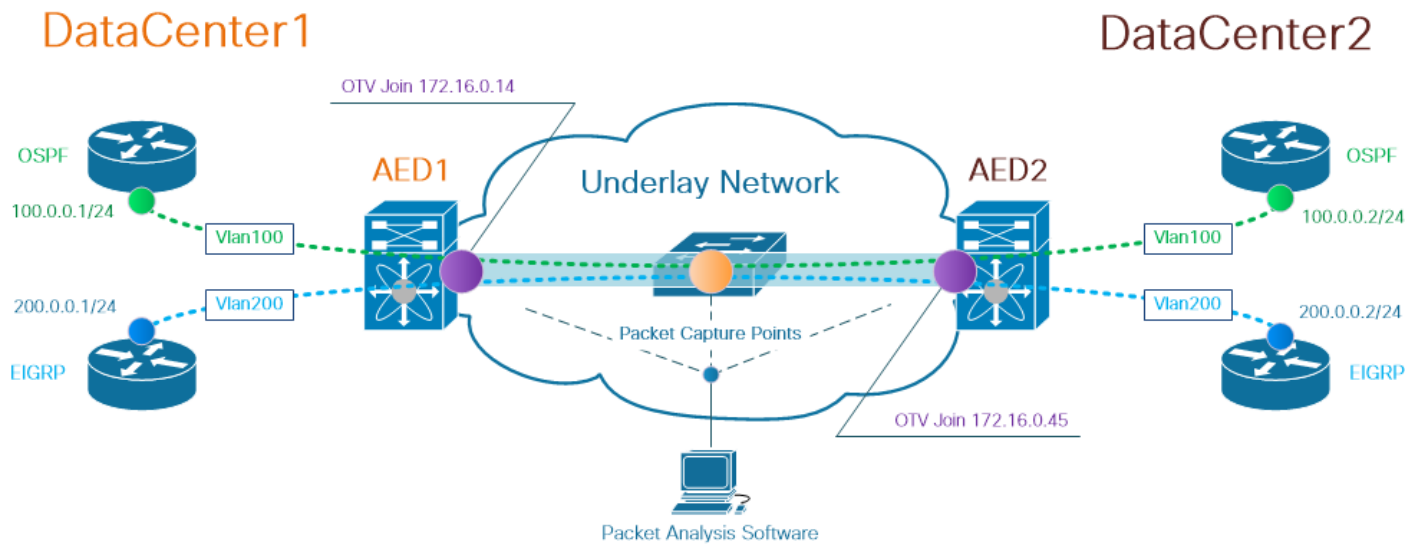 DataCenter1
DataCenter2
OTV Join 172.16.0.14
OSPF
AED1
Underlay Network
AED2
OSPF
100.0.0.1/24
100.0.0.2/24
Vlan100
Vlan100
200.0.0.1/24
Vlan200
Vlan200
200.0.0.2/24
Packet Capture Points
EIGRP
EIGRP
OTV Join 172.16.0.45
Packet Analysis Software